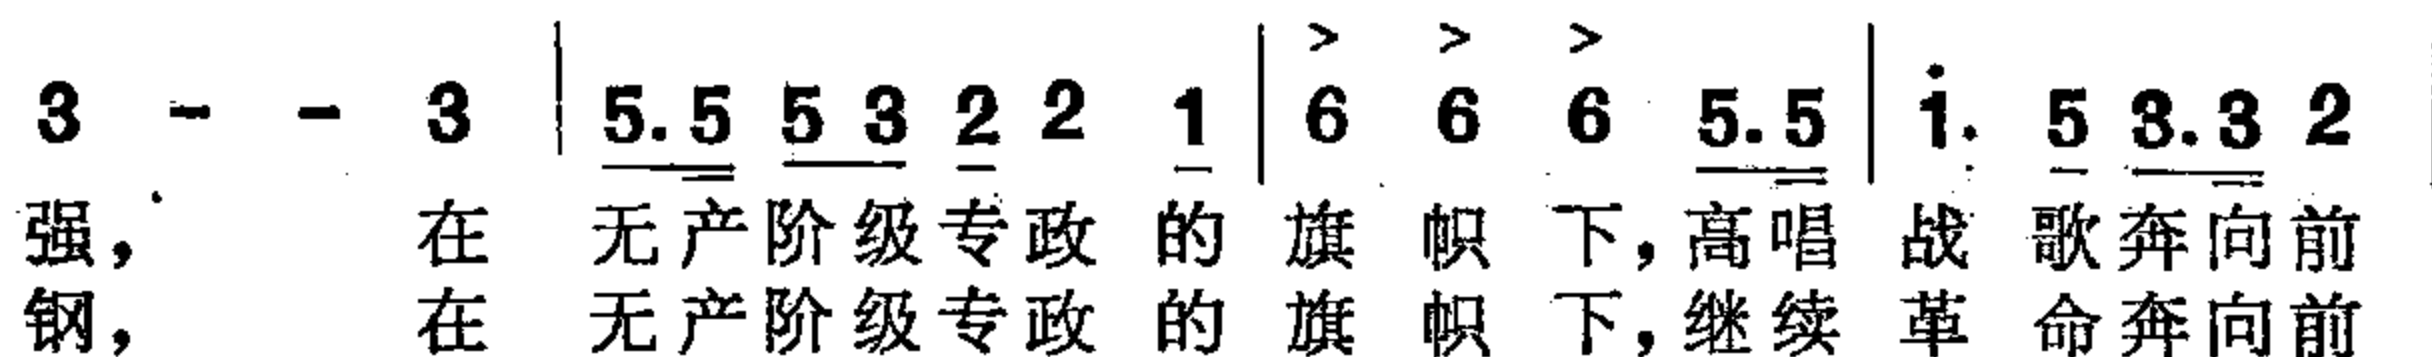 > > >
3 - - 3 | 5.5 5 3 2 2 1 | 6 6 6 5.5 | 1̇. 5 3.3 2
强， 在 无产阶级专政 的 旗 帜 下，高唱 战 歌奔向前
钢， 在 无产阶级专政 的 旗 帜 下，继续 革 命奔向前